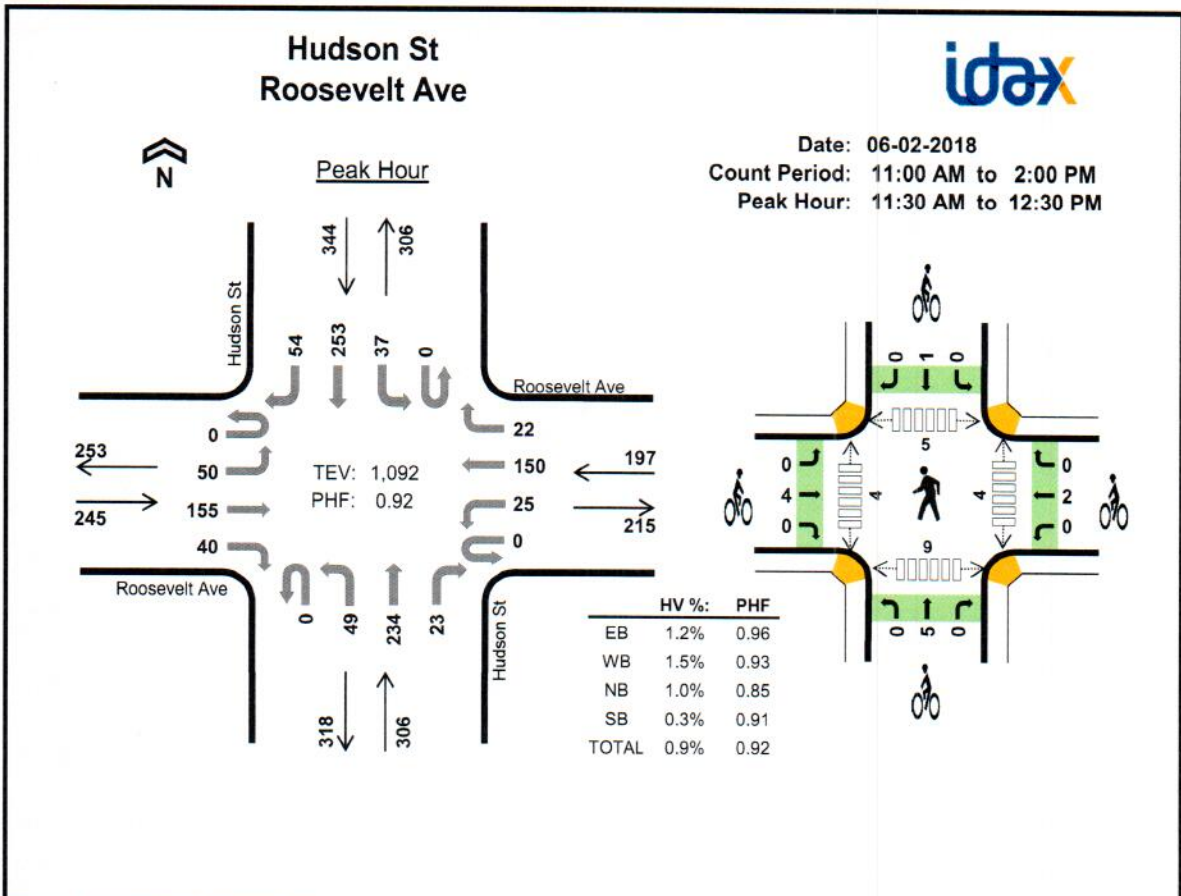 Hudson St
Roosevelt Ave
idax
N
Peak Hour
Date: 06-02-2018
Count Period: 11:00 AM to 2:00 PM
Peak Hour: 11:30 AM to 12:30 PM
344
306
Hudson St
54
253
37
0
Roosevelt Ave
0
50
155
40
253
245
TEV: 1,092
PHF: 0.92
22
150
25
0
197
215
Roosevelt Ave
0
49
234
23
Hudson St
318
306
HV %: PHF
EB 1.2% 0.96
WB 1.5% 0.93
NB 1.0% 0.85
SB 0.3% 0.91
TOTAL 0.9% 0.92
0
1
0
5
0
4
0
4
4
0
2
0
9
0
5
0